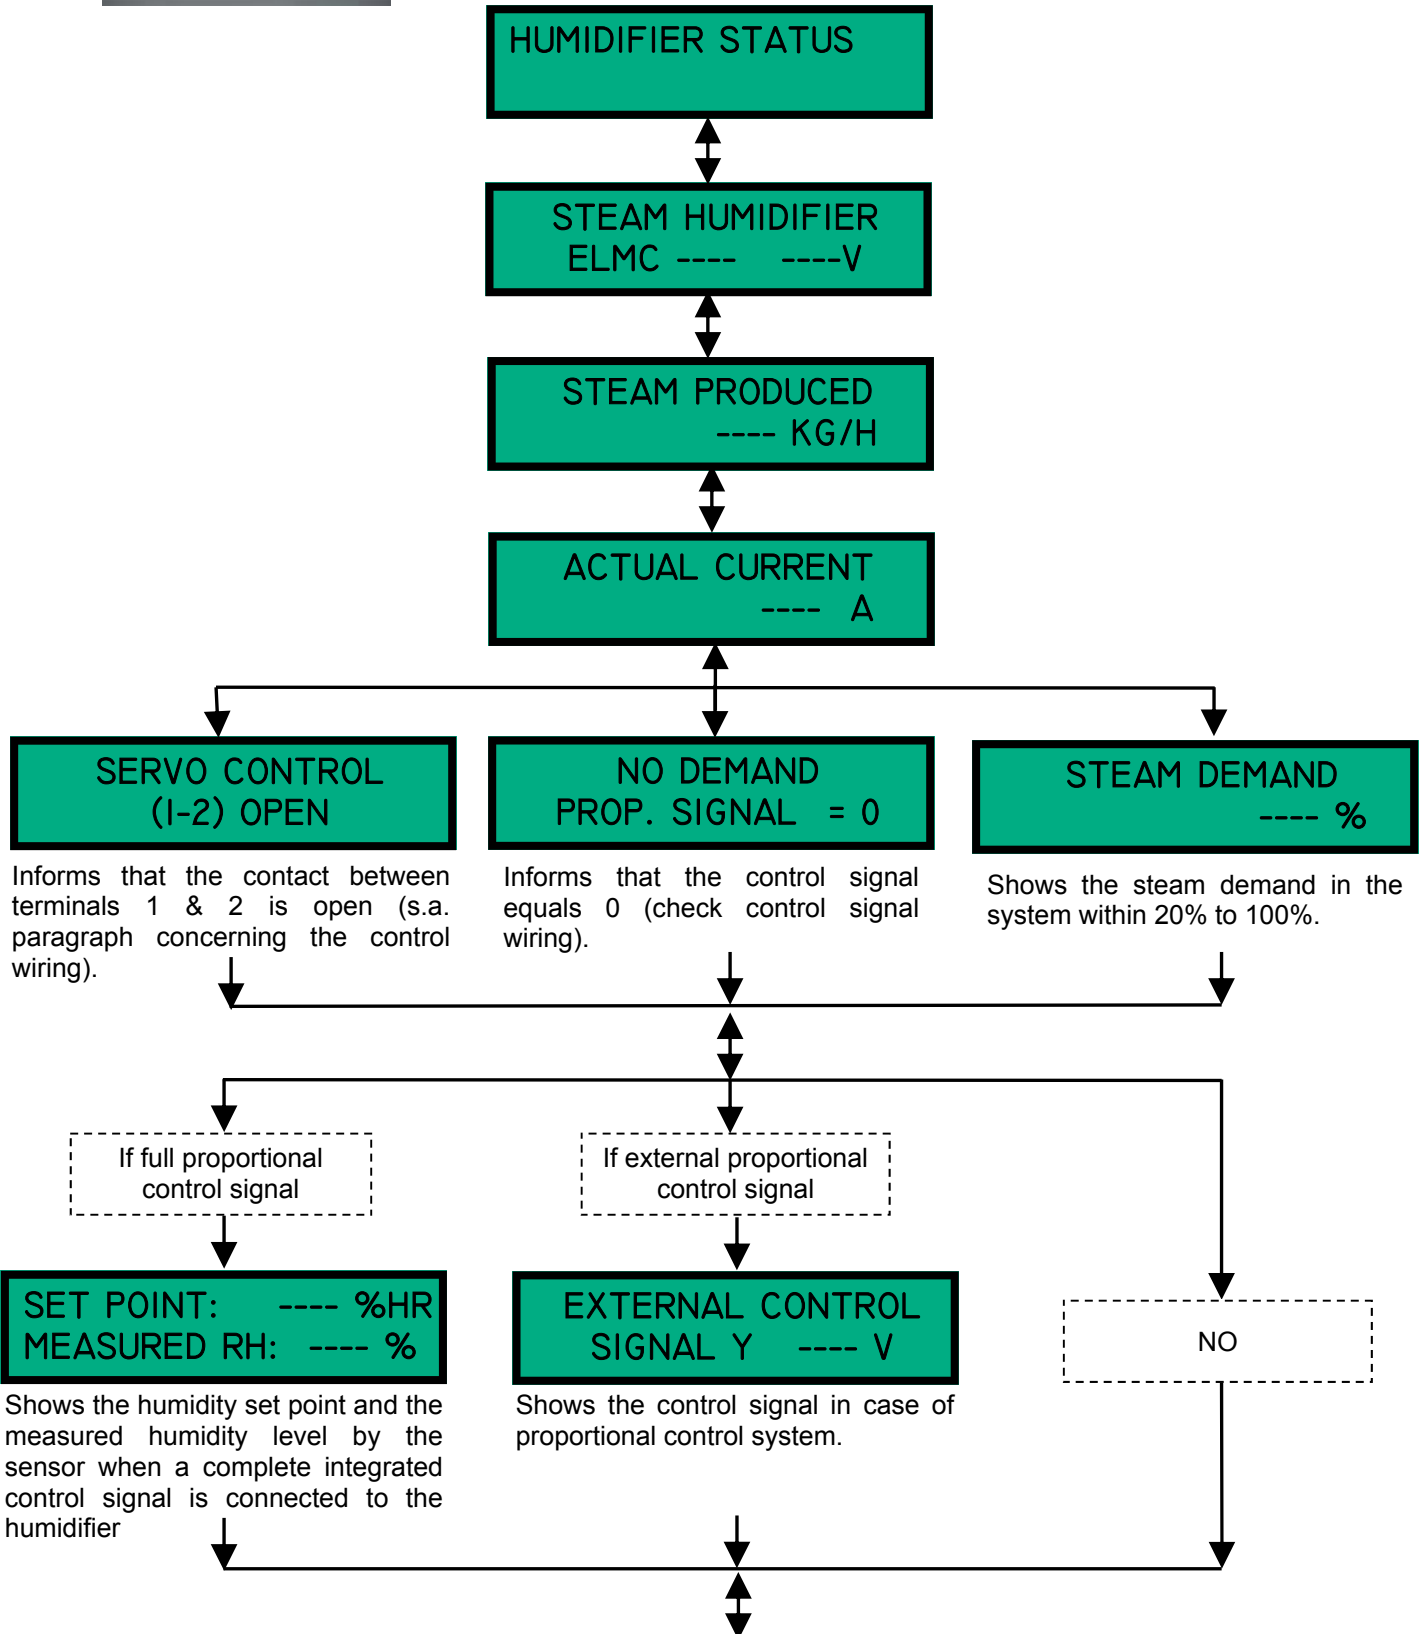 HUMIDIFIER STATUS
STEAM HUMIDIFIER
ELMC ---- ----V
STEAM PRODUCED
---- KG/H
ACTUAL CURRENT
---- A
SERVO CONTROL
(1-2) OPEN
Informs that the contact between
terminals 1 & 2 is open (s.a.
paragraph concerning the control
wiring).
NO DEMAND
PROP. SIGNAL = 0
Informs that the control signal
equals 0 (check control signal
wiring).
STEAM DEMAND
---- %
Shows the steam demand in the
system within 20% to 100%.
If full proportional
control signal
If external proportional
control signal
SET POINT: ---- %HR
MEASURED RH: ---- %
Shows the humidity set point and the
measured humidity level by the
sensor when a complete integrated
control signal is connected to the
humidifier
EXTERNAL CONTROL
SIGNAL Y ---- V
Shows the control signal in case of
proportional control system.
NO